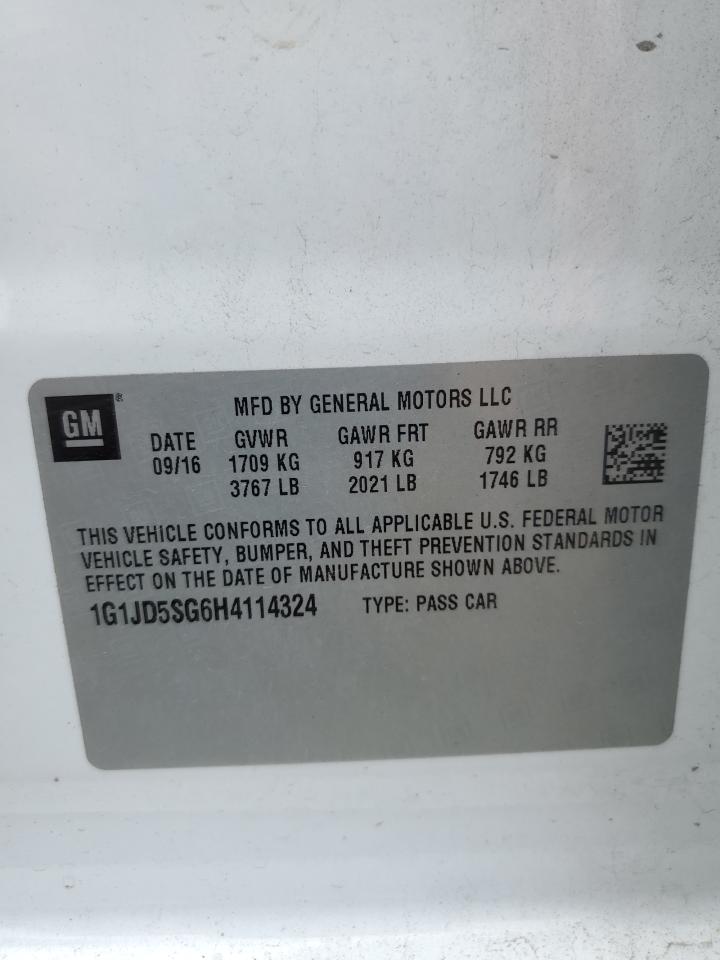 GM ®
MFD BY GENERAL MOTORS LLC
DATE GVWR GAWR FRT GAWR RR
09/16 1709 KG 917 KG 792 KG
3767 LB 2021 LB 1746 LB
THIS VEHICLE CONFORMS TO ALL APPLICABLE U.S. FEDERAL MOTOR
VEHICLE SAFETY, BUMPER, AND THEFT PREVENTION STANDARDS IN
EFFECT ON THE DATE OF MANUFACTURE SHOWN ABOVE.
1G1JD5SG6H4114324 TYPE: PASS CAR